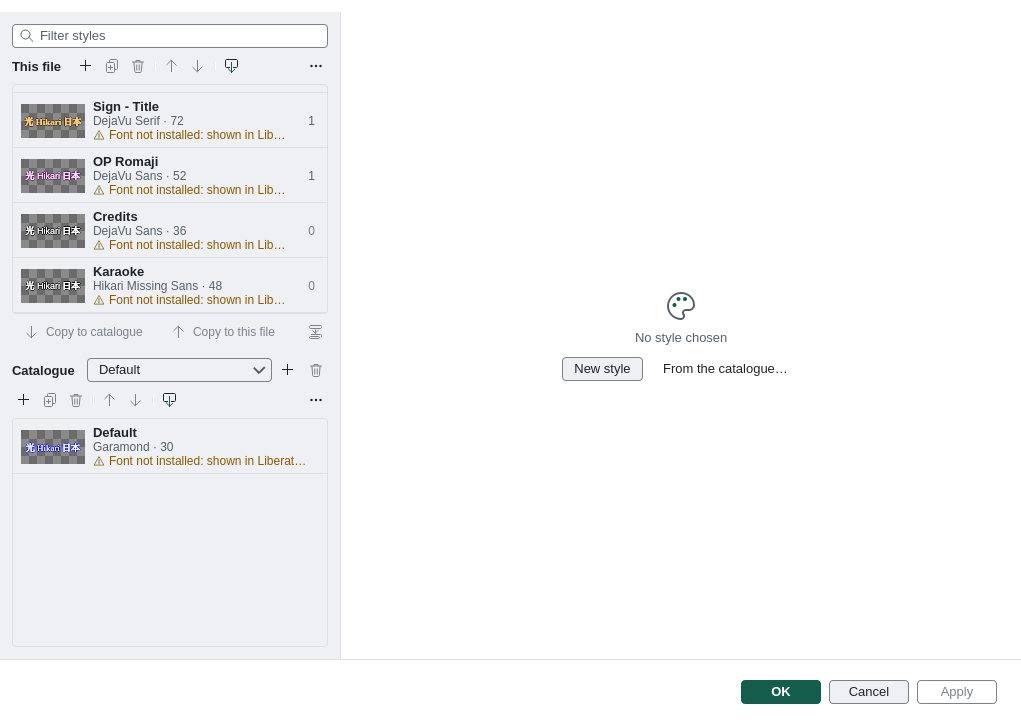 Filter styles
This file
光 Hikari 日本
Sign - Title
DejaVu Serif · 72
Font not installed: shown in Lib…
1
光 Hikari 日本
OP Romaji
DejaVu Sans · 52
Font not installed: shown in Lib…
1
光 Hikari 日本
Credits
DejaVu Sans · 36
Font not installed: shown in Lib…
0
光 Hikari 日本
Karaoke
Hikari Missing Sans · 48
Font not installed: shown in Lib…
0
Copy to catalogue
Copy to this file
Catalogue
Default
光 Hikari 日本
Default
Garamond · 30
Font not installed: shown in Liberat…
No style chosen
New style
From the catalogue…
OK
Cancel
Apply